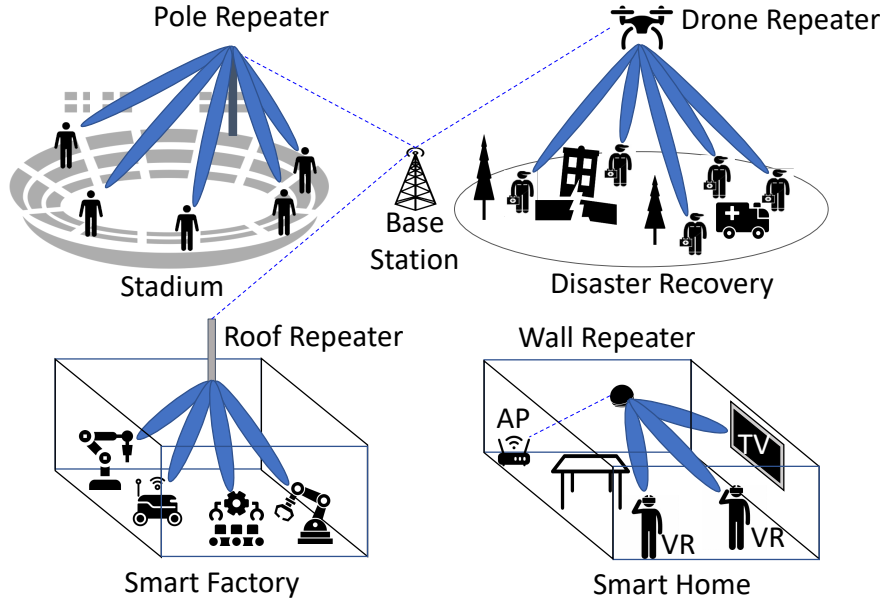 Pole Repeater
Drone Repeater
Base
Station
Stadium
Disaster Recovery
Roof Repeater
Wall Repeater
AP
TV
VR
VR
Smart Factory
Smart Home